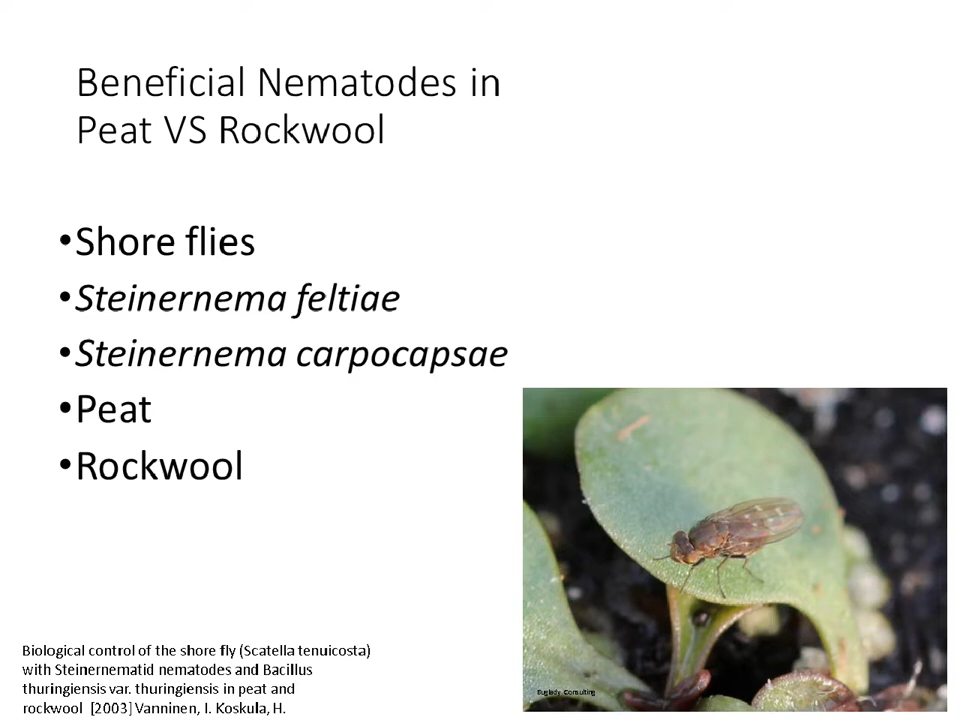 Beneficial Nematodes in
Peat VS Rockwool
•Shore flies
•Steinernema feltiae
•Steinernema carpocapsae
•Peat
•Rockwool
Buglady Consulting
Biological control of the shore fly (Scatella tenuicosta)
with Steinernematid nematodes and Bacillus
thuringiensis var. thuringiensis in peat and
rockwool [2003] Vanninen, I. Koskula, H.